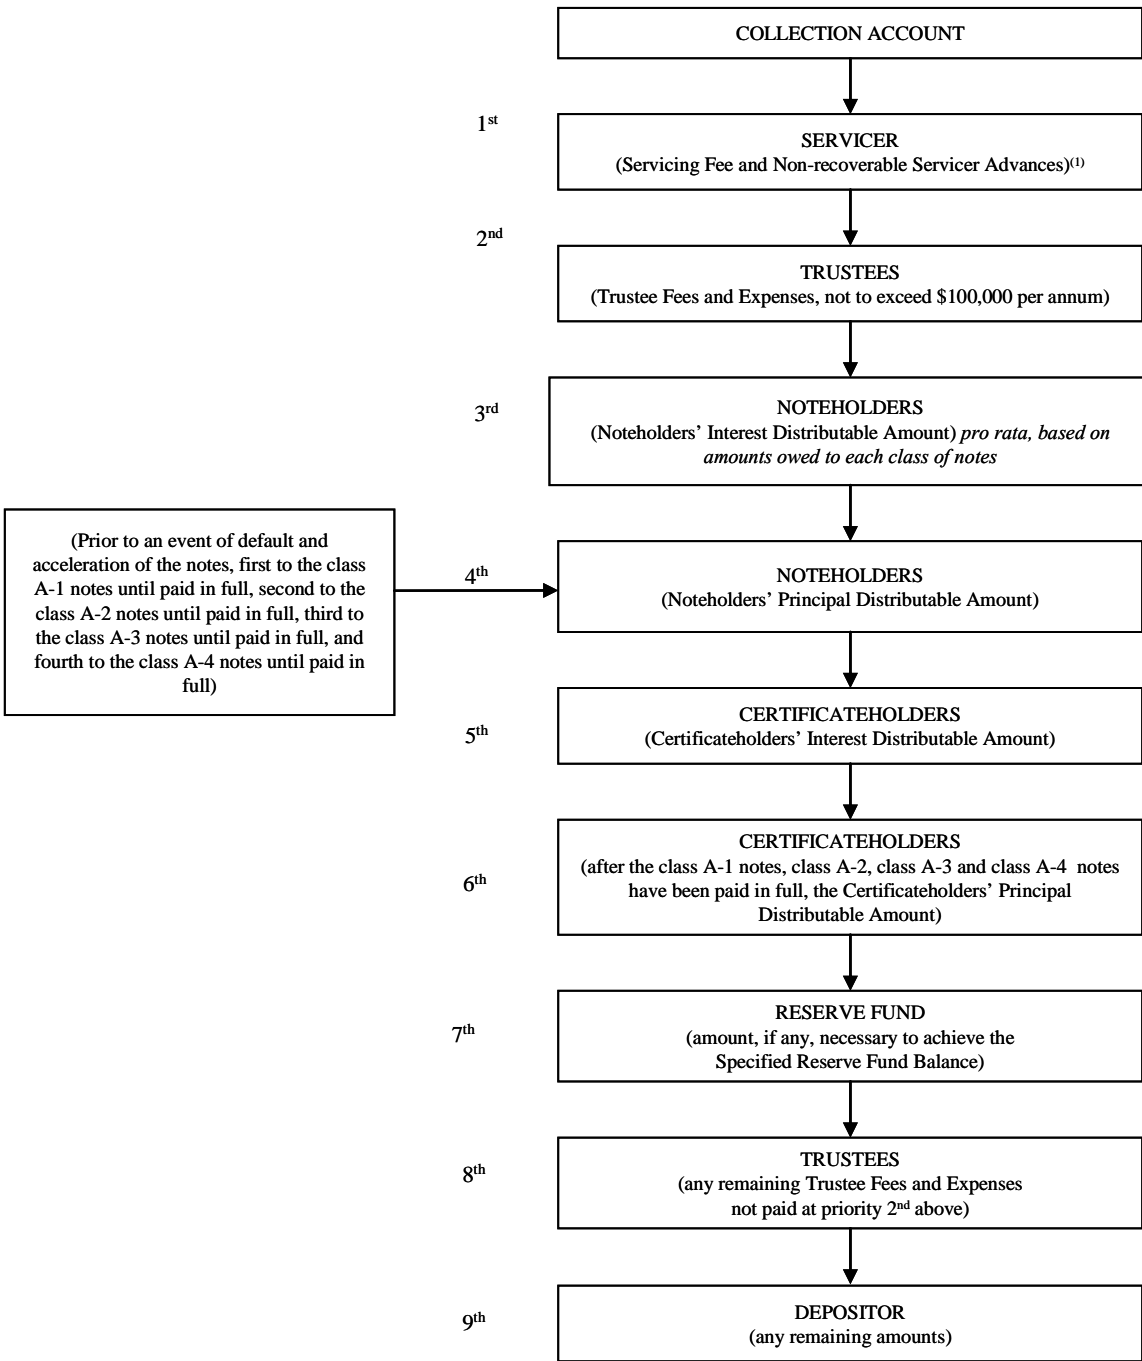 COLLECTION ACCOUNT
1st
SERVICER
(Servicing Fee and Non-recoverable Servicer Advances)(1)
2nd
TRUSTEES
(Trustee Fees and Expenses, not to exceed $100,000 per annum)
3rd
NOTEHOLDERS
(Noteholders’ Interest Distributable Amount) pro rata, based on
amounts owed to each class of notes
(Prior to an event of default and
acceleration of the notes, first to the class
A-1 notes until paid in full, second to the
class A-2 notes until paid in full, third to
the class A-3 notes until paid in full, and
fourth to the class A-4 notes until paid in
full)
4th
NOTEHOLDERS
(Noteholders’ Principal Distributable Amount)
5th
CERTIFICATEHOLDERS
(Certificateholders’ Interest Distributable Amount)
6th
CERTIFICATEHOLDERS
(after the class A-1 notes, class A-2, class A-3 and class A-4 notes
have been paid in full, the Certificateholders’ Principal
Distributable Amount)
7th
RESERVE FUND
(amount, if any, necessary to achieve the
Specified Reserve Fund Balance)
8th
TRUSTEES
(any remaining Trustee Fees and Expenses
not paid at priority 2nd above)
9th
DEPOSITOR
(any remaining amounts)